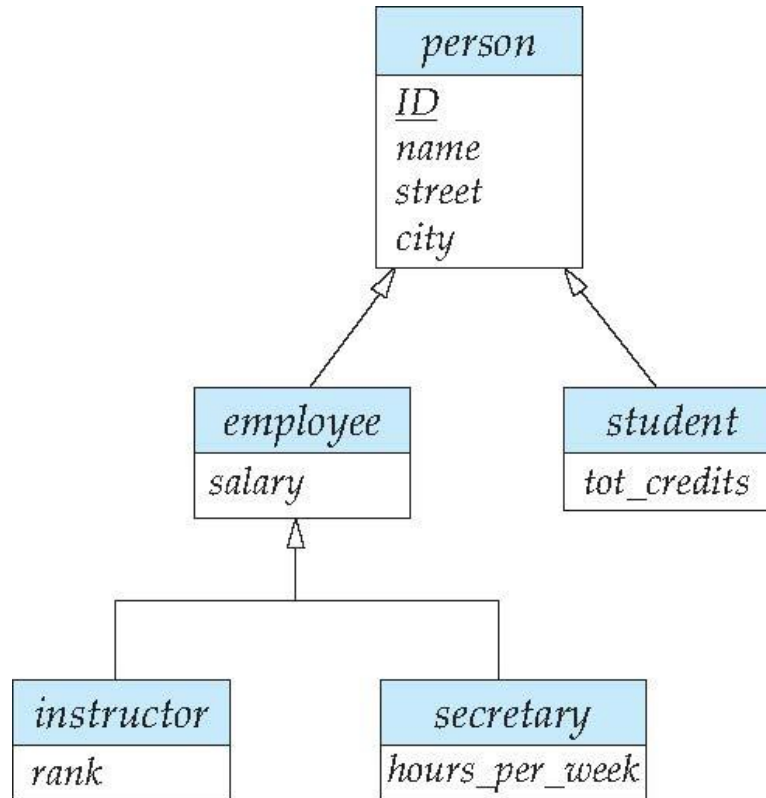 person
ID
name
street
city
employee
salary
student
tot_credits
instructor
rank
secretary
hours_per_week